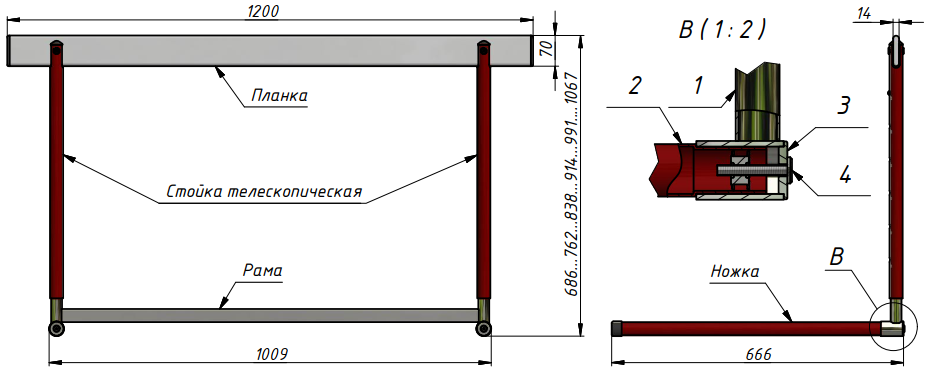 1200
70
Планка
Стойка телескопическая
686...762...838...914...991...1067
Рама
1009
В ( 1 : 2 )
2
1
3
4
14
В
Ножка
666